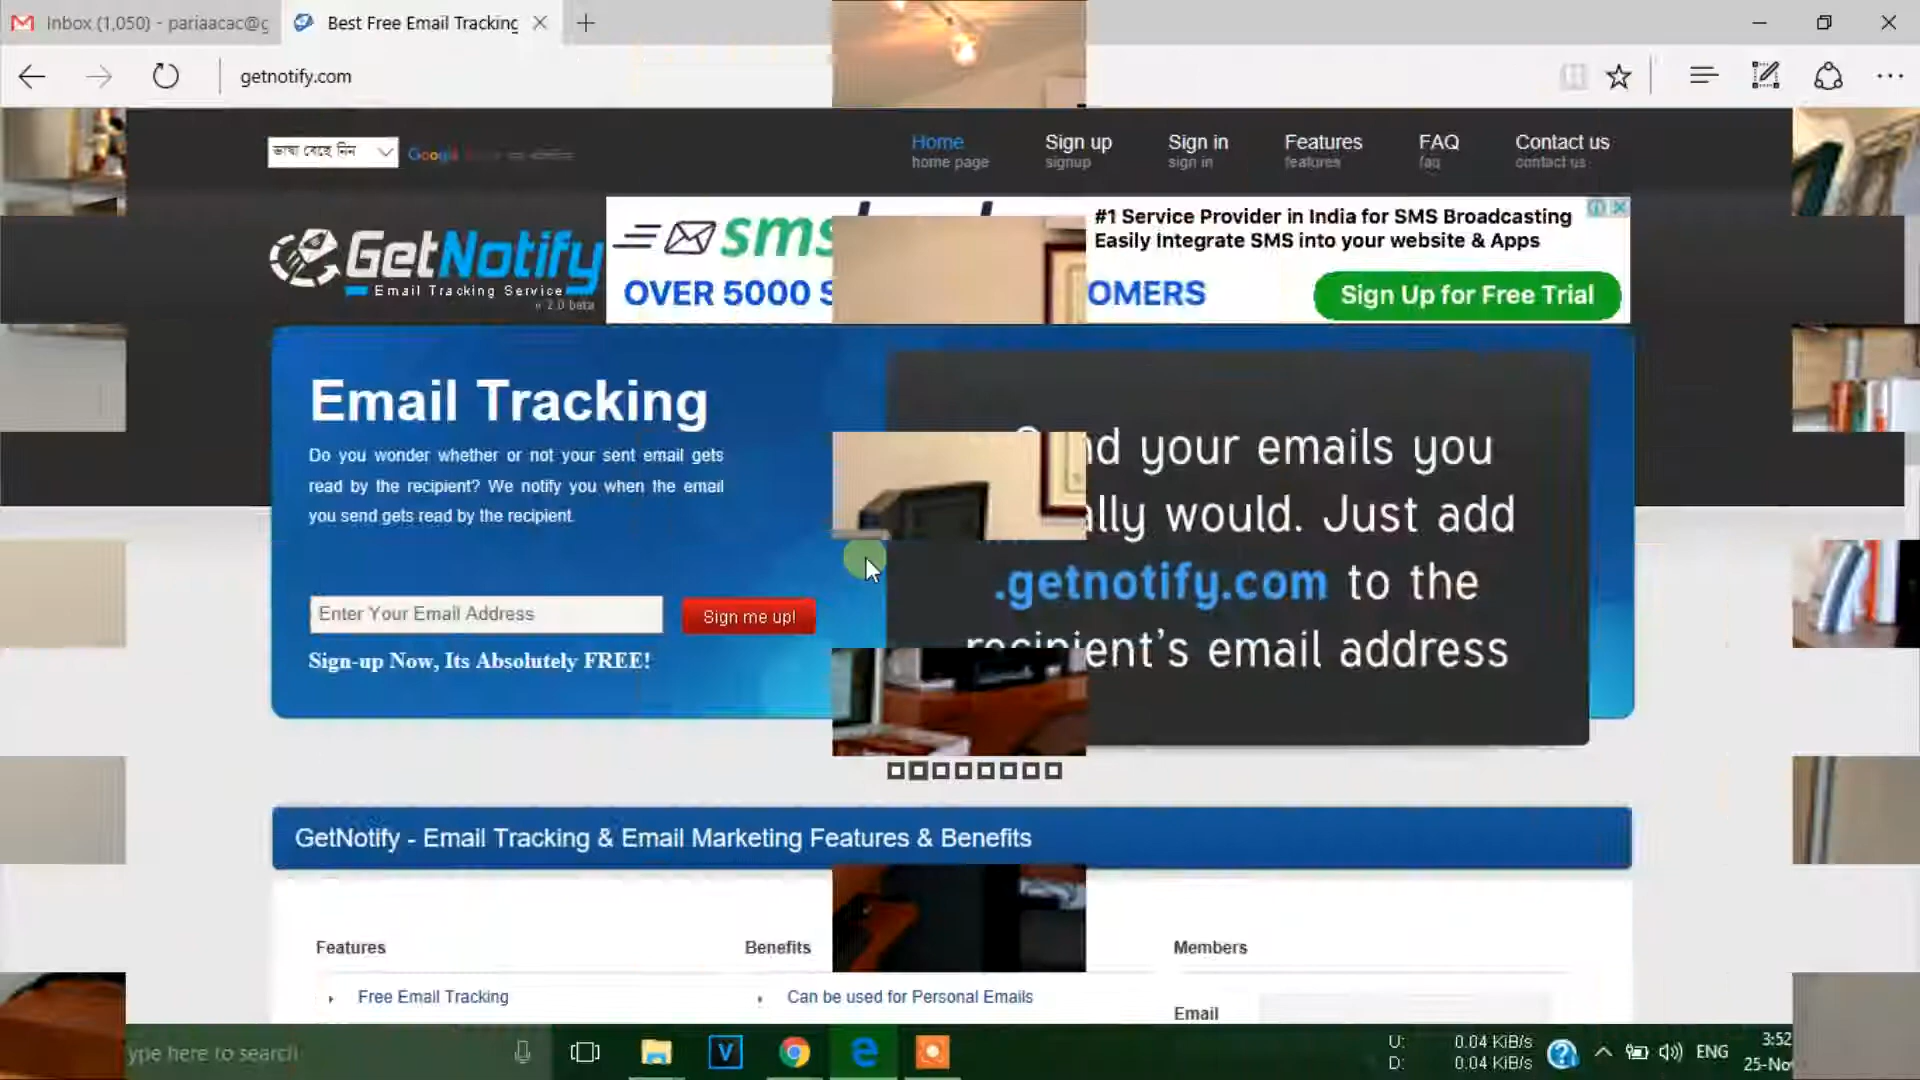 Inbox (1,050) - pariaacac@g
Best Free Email Tracking
getnotify.com
ভাষা বেছে নিন
Google
Home
home page
Sign up
signup
Sign in
sign in
Features
features
FAQ
faq
Contact us
contact us
GetNotify
Email Tracking Service
v 2.0 beta
sms
OVER 5000 S
OMERS
#1 Service Provider in India for SMS Broadcasting
Easily Integrate SMS into your website & Apps
Sign Up for Free Trial
Email Tracking
Do you wonder whether or not your sent email gets
read by the recipient? We notify you when the email
you send gets read by the recipient.
Enter Your Email Address
Sign me up!
Sign-up Now, Its Absolutely FREE!
nd your emails you
ally would. Just add
.getnotify.com to the
recipient's email address
GetNotify - Email Tracking & Email Marketing Features & Benefits
Features
Benefits
Members
Free Email Tracking
Can be used for Personal Emails
Email
ype here to search
U: 0.04 KiB/s
D: 0.04 KiB/s
ENG
3:52
25-No